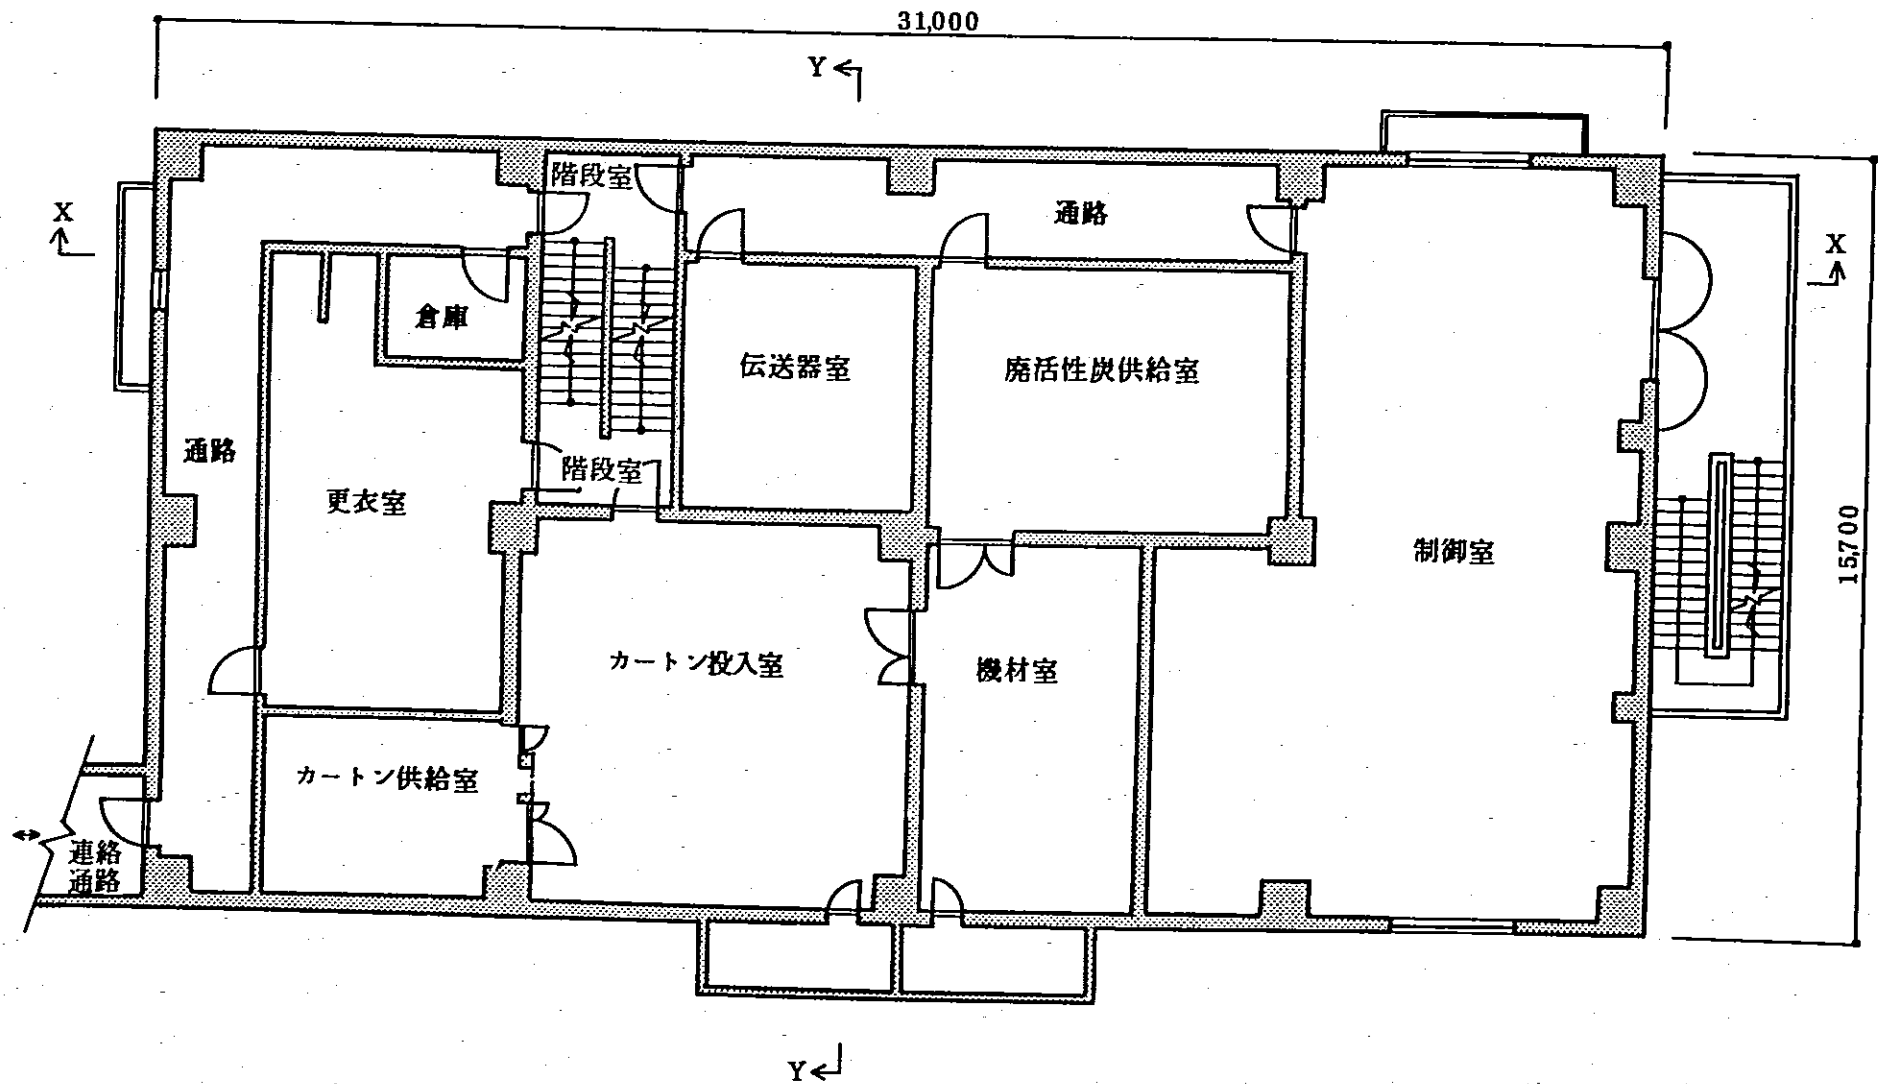 31,000
Y
階段室
通路
X
X
倉庫
伝送器室
廃活性炭供給室
通路
階段室
更衣室
制御室
15,700
カートン投入室
機材室
カートン供給室
連絡
通路
Y